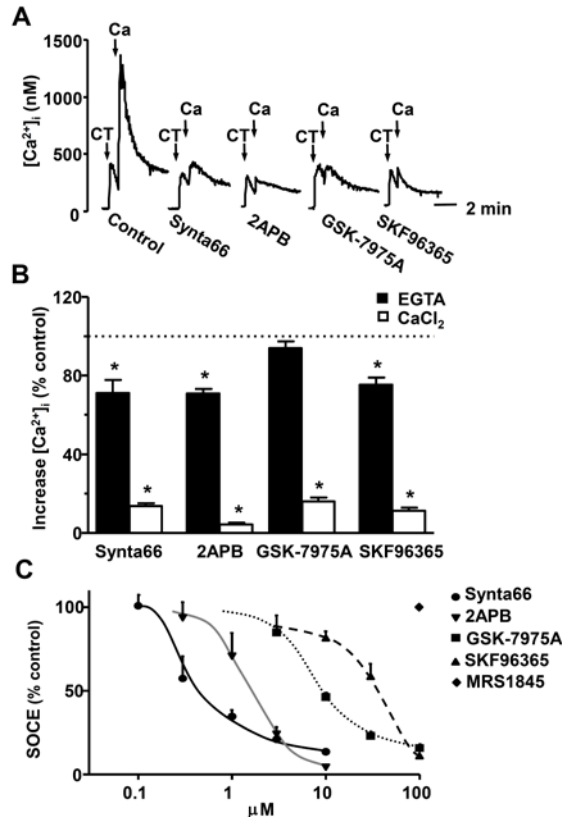 A
1500
1000
500
0
[Ca²⁺]ᵢ (nM)
Ca
CT
Ca
CT
Ca
CT
Ca
CT
Ca
CT
Control
Synta66
2APB
GSK-7975A
SKF96365
2 min
B
120
80
40
0
Increase [Ca²⁺]ᵢ (% control)
EGTA
CaCl₂
* * * * * * *
Synta66 2APB GSK-7975A SKF96365
C
100
50
0
SOCE (% control)
0.1 1 10 100
μM
Synta66
2APB
GSK-7975A
SKF96365
MRS1845